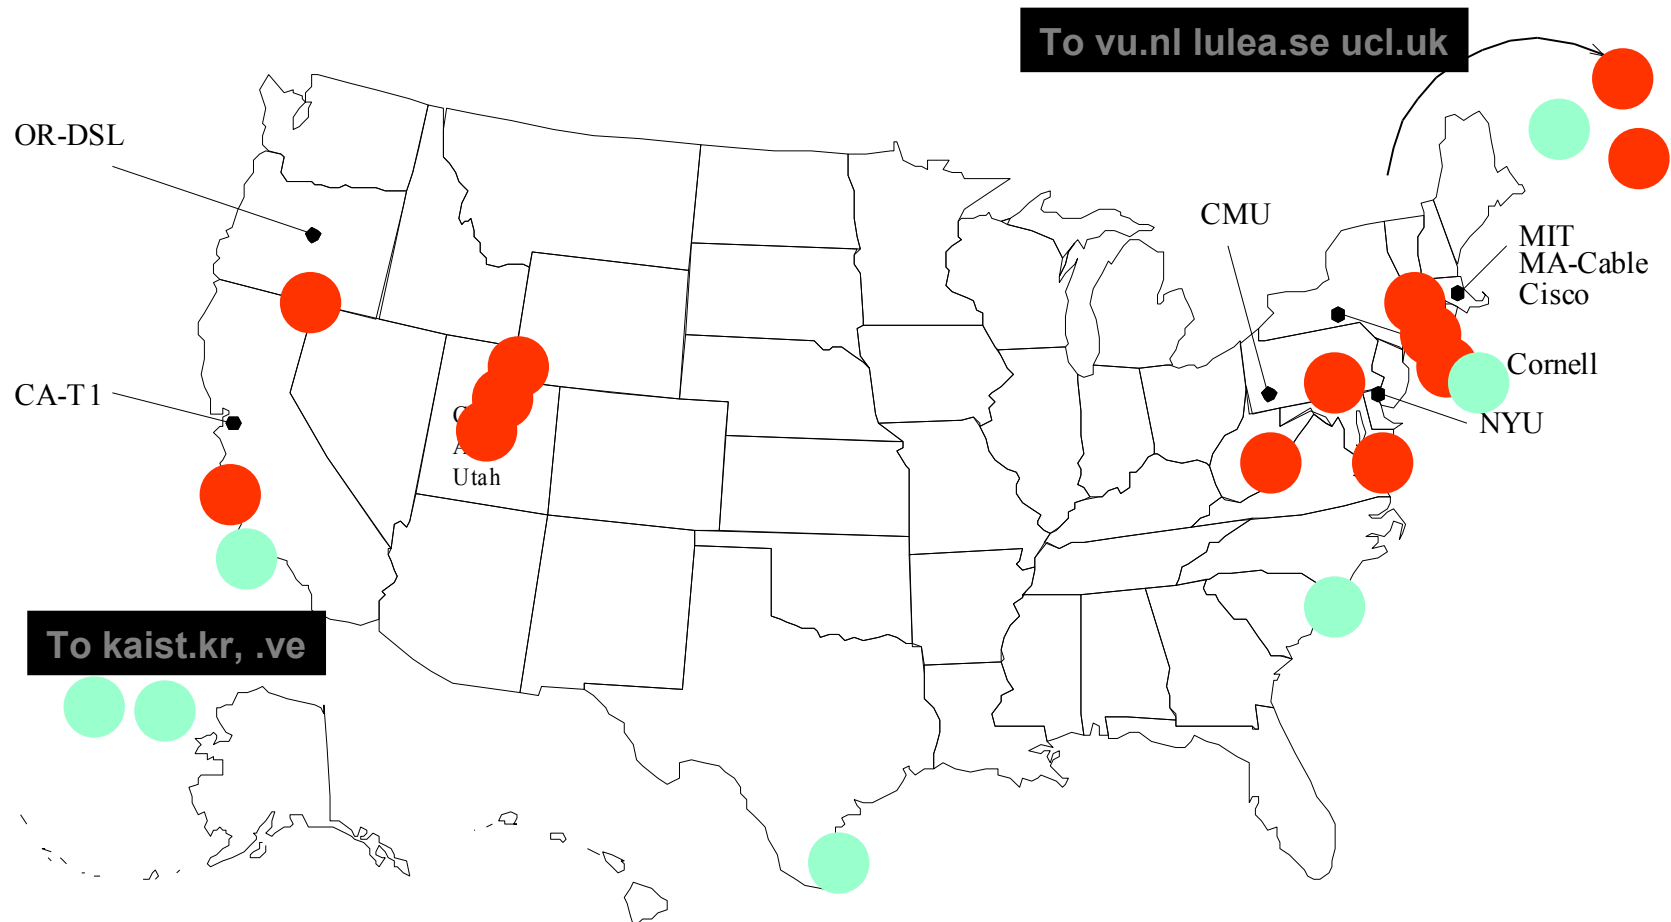 To vu.nl lulea.se ucl.uk
OR-DSL
CMU
MIT
MA-Cable
Cisco
Cornell
CA-T1
NYU
Utah
To kaist.kr, .ve